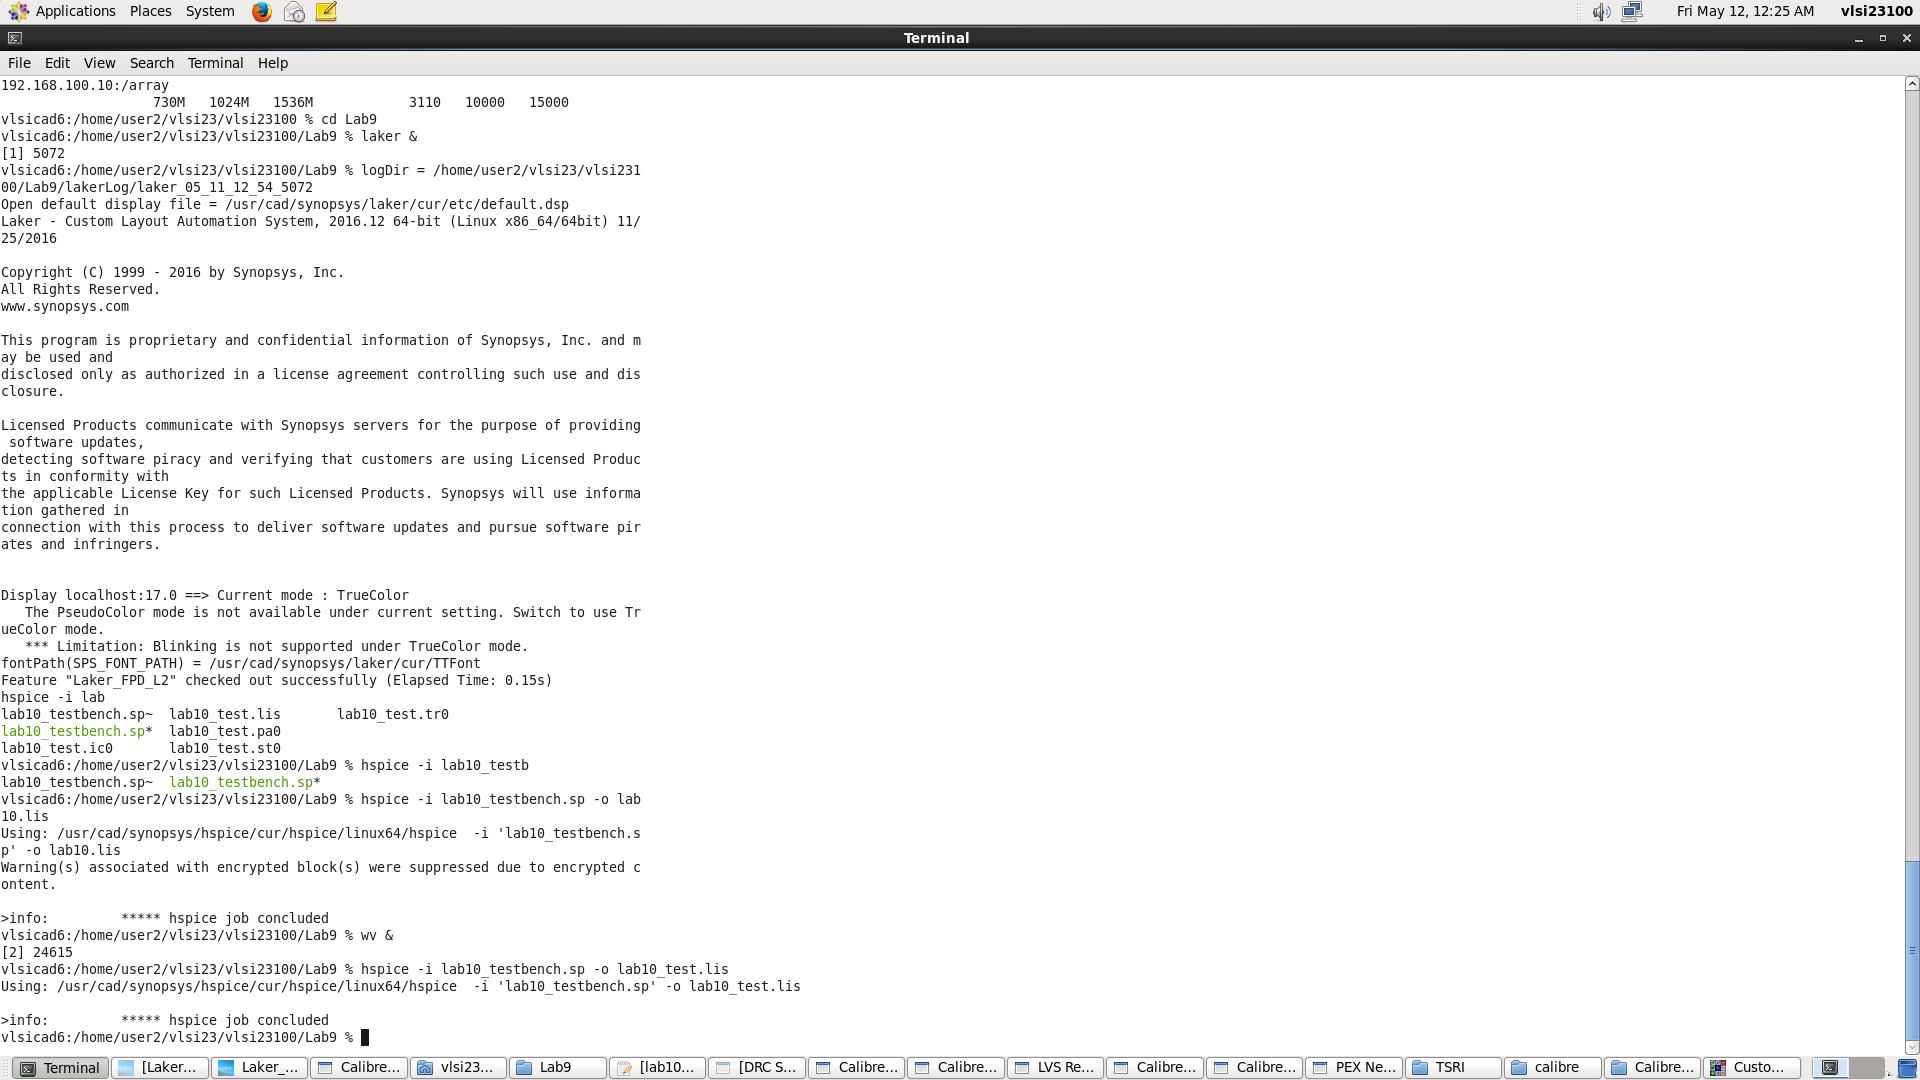 Applications Places System Fri May 12, 12:25 AM vlsi23100
Terminal
File Edit View Search Terminal Help
192.168.100.10:/array
730M 1024M 1536M 3110 10000 15000
vlsicad6:/home/user2/vlsi23/vlsi23100 % cd Lab9
vlsicad6:/home/user2/vlsi23/vlsi23100/Lab9 % laker &
[1] 5072
vlsicad6:/home/user2/vlsi23/vlsi23100/Lab9 % logDir = /home/user2/vlsi23/vlsi231
00/Lab9/lakerLog/laker_05_11_12_54_5072
Open default display file = /usr/cad/synopsys/laker/cur/etc/default.dsp
Laker - Custom Layout Automation System, 2016.12 64-bit (Linux x86_64/64bit) 11/
25/2016
Copyright (C) 1999 - 2016 by Synopsys, Inc.
All Rights Reserved.
www.synopsys.com
This program is proprietary and confidential information of Synopsys, Inc. and m
ay be used and
disclosed only as authorized in a license agreement controlling such use and dis
closure.
Licensed Products communicate with Synopsys servers for the purpose of providing
software updates,
detecting software piracy and verifying that customers are using Licensed Produc
ts in conformity with
the applicable License Key for such Licensed Products. Synopsys will use informa
tion gathered in
connection with this process to deliver software updates and pursue software pir
ates and infringers.
Display localhost:17.0 ==> Current mode : TrueColor
The PseudoColor mode is not available under current setting. Switch to use Tr
ueColor mode.
*** Limitation: Blinking is not supported under TrueColor mode.
fontPath(SPS_FONT_PATH) = /usr/cad/synopsys/laker/cur/TTFont
Feature "Laker_FPD_L2" checked out successfully (Elapsed Time: 0.15s)
hspice -i lab
lab10_testbench.sp~ lab10_test.lis lab10_test.tr0
lab10_testbench.sp* lab10_test.pa0
lab10_test.ic0 lab10_test.st0
vlsicad6:/home/user2/vlsi23/vlsi23100/Lab9 % hspice -i lab10_testb
lab10_testbench.sp~ lab10_testbench.sp*
vlsicad6:/home/user2/vlsi23/vlsi23100/Lab9 % hspice -i lab10_testbench.sp -o lab
10.lis
Using: /usr/cad/synopsys/hspice/cur/hspice/linux64/hspice -i 'lab10_testbench.s
p' -o lab10.lis
Warning(s) associated with encrypted block(s) were suppressed due to encrypted c
ontent.
>info: ***** hspice job concluded
vlsicad6:/home/user2/vlsi23/vlsi23100/Lab9 % wv &
[2] 24615
vlsicad6:/home/user2/vlsi23/vlsi23100/Lab9 % hspice -i lab10_testbench.sp -o lab10_test.lis
Using: /usr/cad/synopsys/hspice/cur/hspice/linux64/hspice -i 'lab10_testbench.sp' -o lab10_test.lis
>info: ***** hspice job concluded
vlsicad6:/home/user2/vlsi23/vlsi23100/Lab9 %
Terminal [Laker... Laker_... Calibre... vlsi23... Lab9 [lab10... [DRC S... Calibre... Calibre... LVS Re... Calibre... Calibre... PEX Ne... TSRI calibre Calibre... Custo...